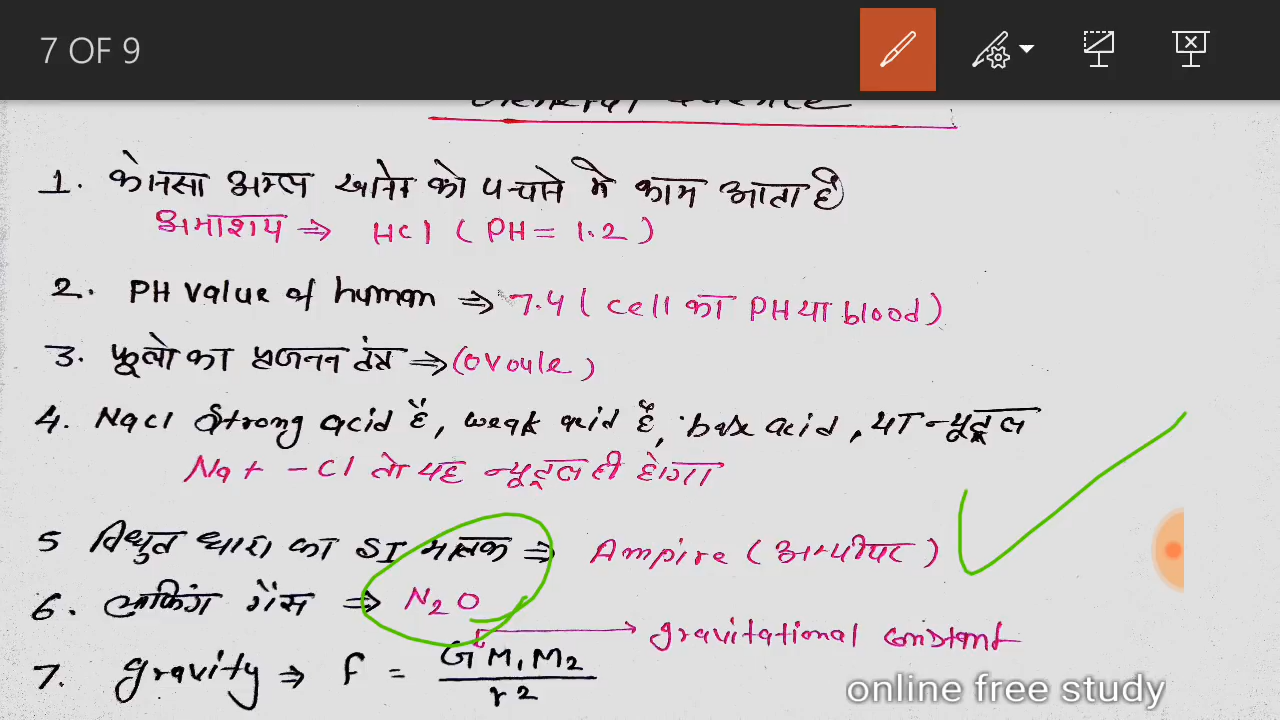 7 OF 9
1. कोनसा अम्ल खाने को पचाने मे काम आता है
अमाशय ⇒ HCl ( PH = 1.2 )
2. PH value of human ⇒ 7.4 ( cell का PH या blood )
3. फूलो का प्रजनन तंत्र ⇒ (ovoule)
4. NaCl Strong acid है, weak acid है, base acid, या न्यूट्रल
Na+ -Cl तो यह न्यूट्रल ही होगा
5 विधुत धारा का SI मात्रक ⇒ Ampire (अम्पीयर)
6. लाफिंग गैस ⇒ N2O
gravitational constant
7. gravity ⇒ F = G M1 M2 / r2
online free study